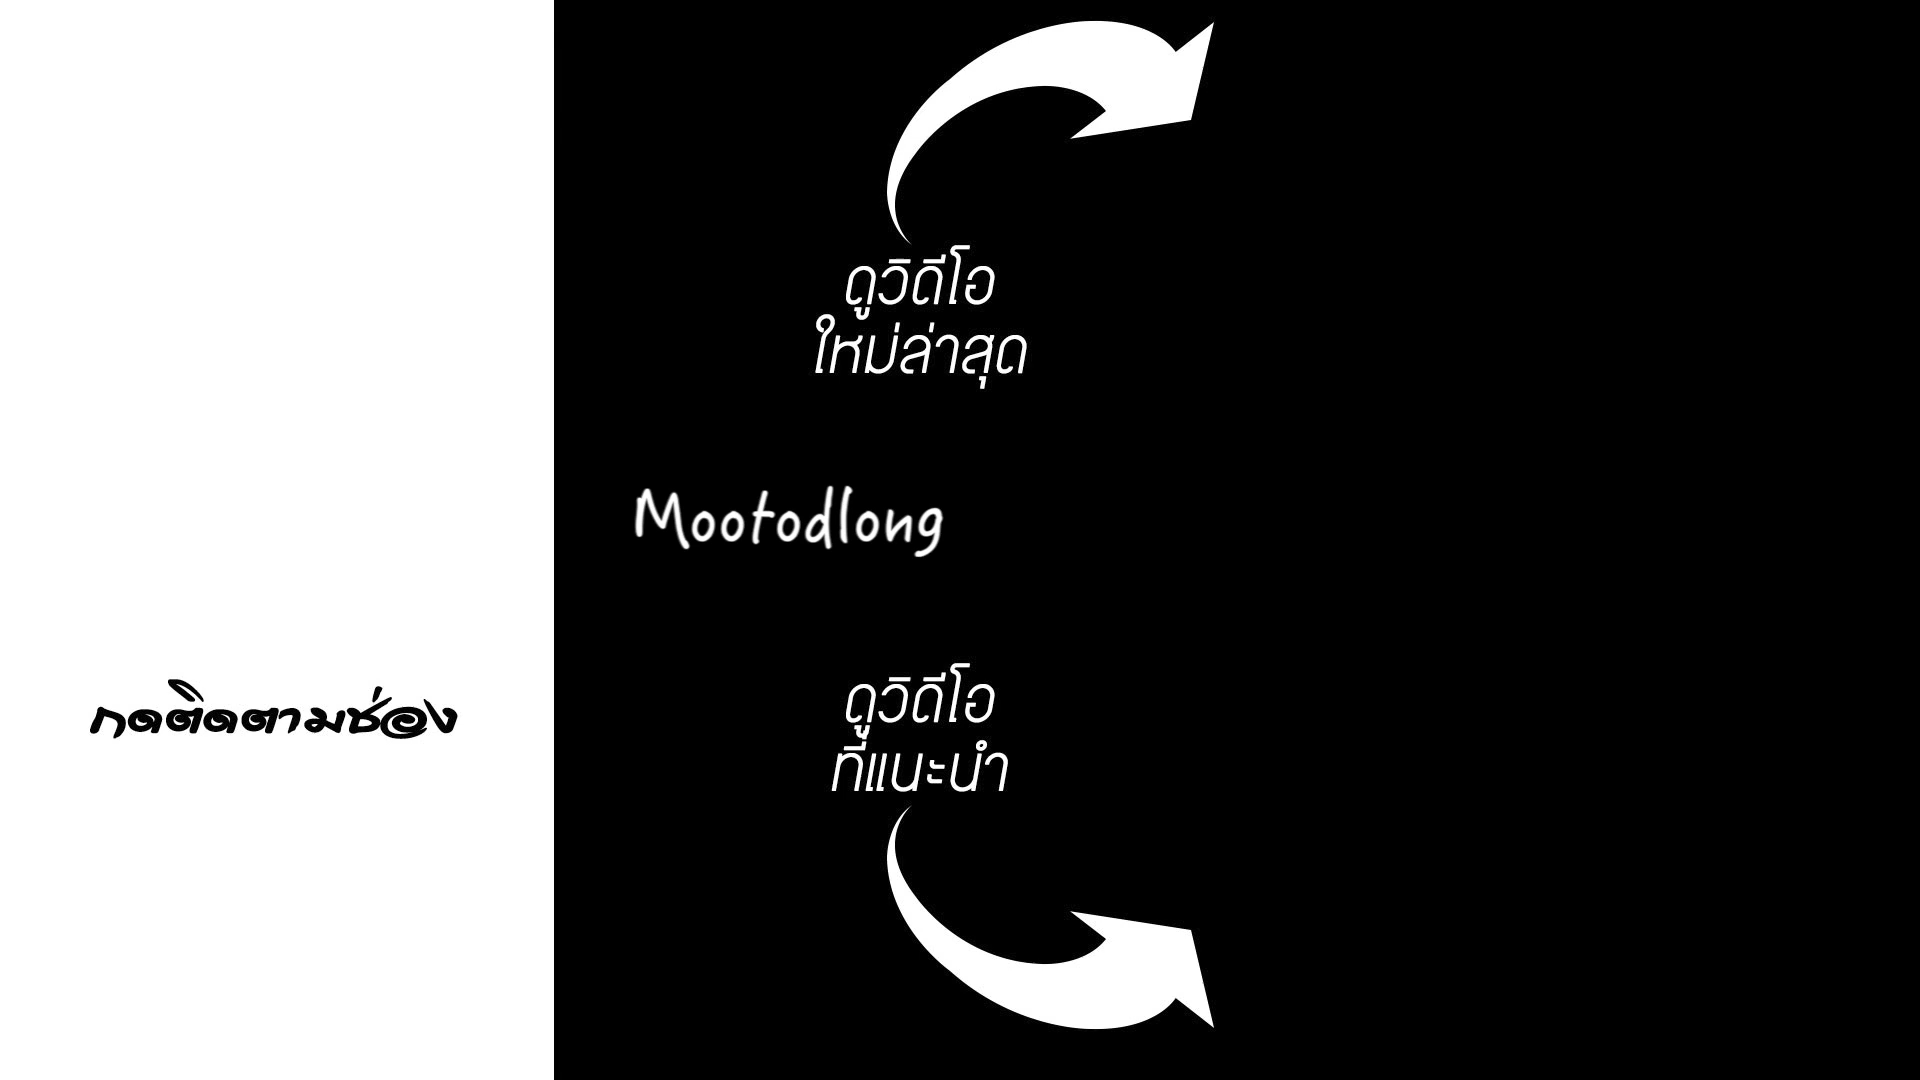 ดูวิดีโอ
ใหม่ล่าสุด
Mootodlong
กดติดตามช่อง
ดูวิดีโอ
ที่แนะนำ